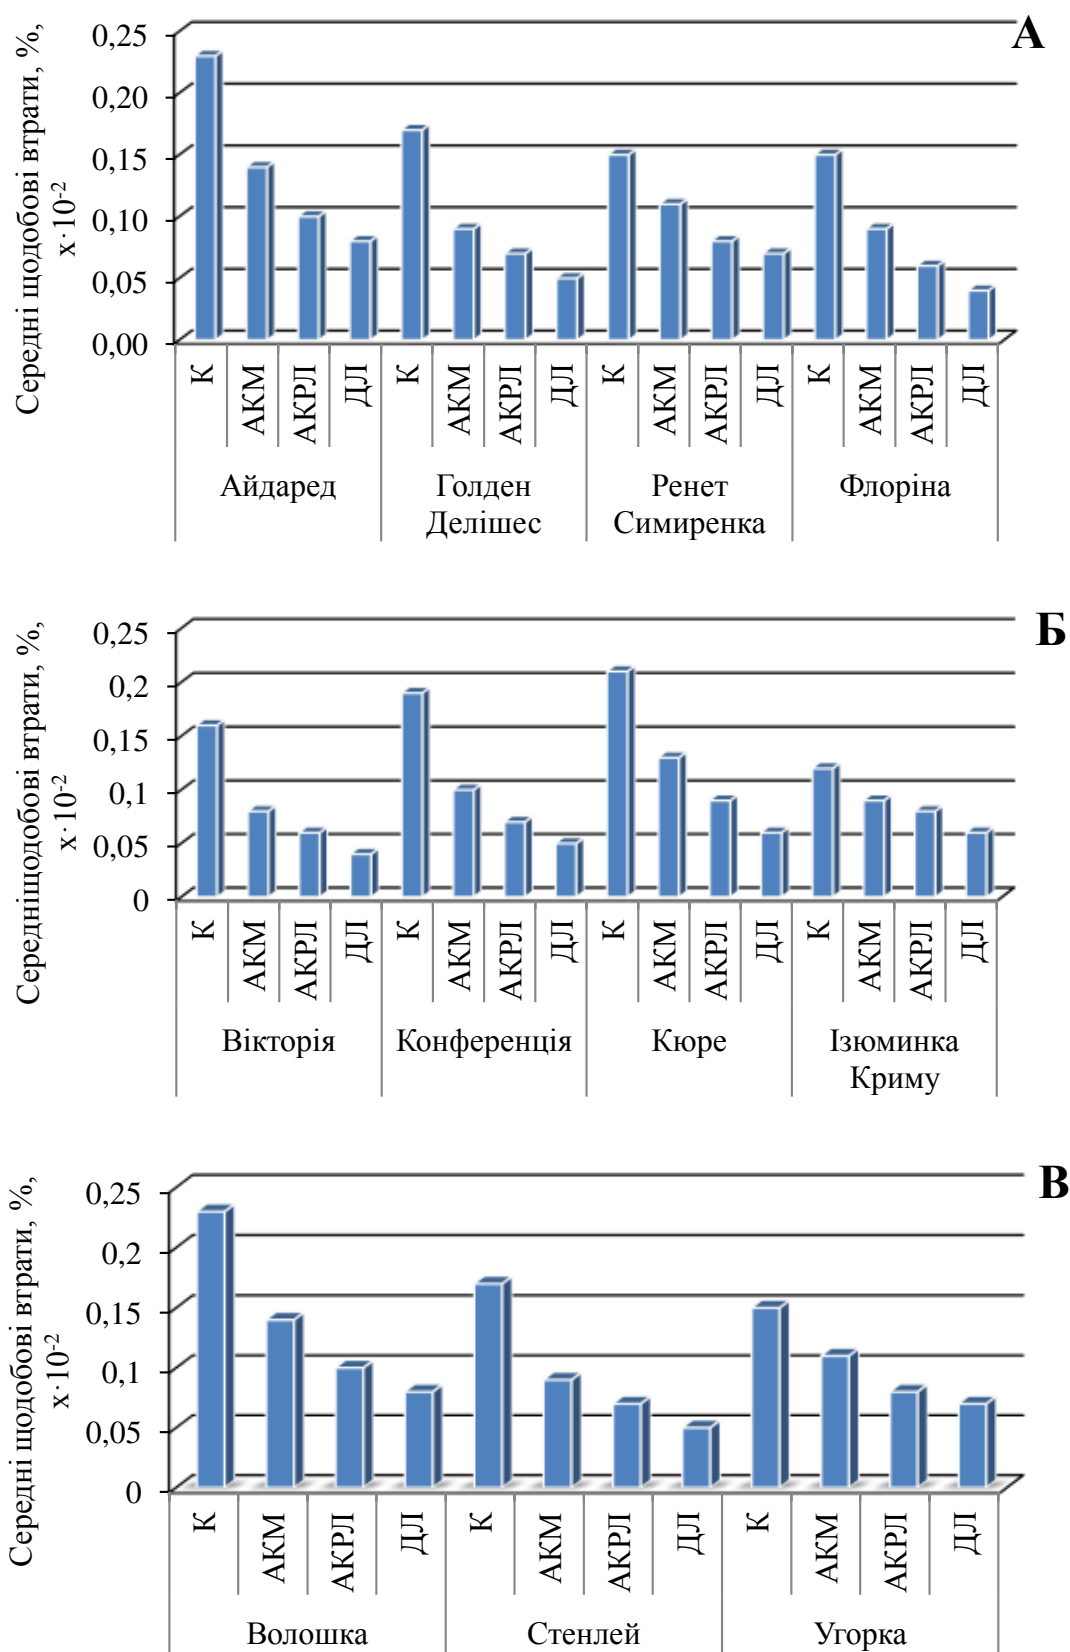 А
Середні щодобові втрати, %,
х·10⁻²
0,25
0,20
0,15
0,10
0,05
0,00
К АКМ АКРЛ ДЛ К АКМ АКРЛ ДЛ К АКМ АКРЛ ДЛ К АКМ АКРЛ ДЛ
Айдаред Голден Ренет Флоріна
Делішес Симиренка
Б
Середніщодобові втрати, %,
х·10⁻²
0,25
0,2
0,15
0,1
0,05
0
К АКМ АКРЛ ДЛ К АКМ АКРЛ ДЛ К АКМ АКРЛ ДЛ К АКМ АКРЛ ДЛ
Вікторія Конференція Кюре Ізюминка
Криму
В
Середні щодобові втрати, %,
х·10⁻²
0,25
0,2
0,15
0,1
0,05
0
К АКМ АКРЛ ДЛ К АКМ АКРЛ ДЛ К АКМ АКРЛ ДЛ
Волошка Стенлей Угорка